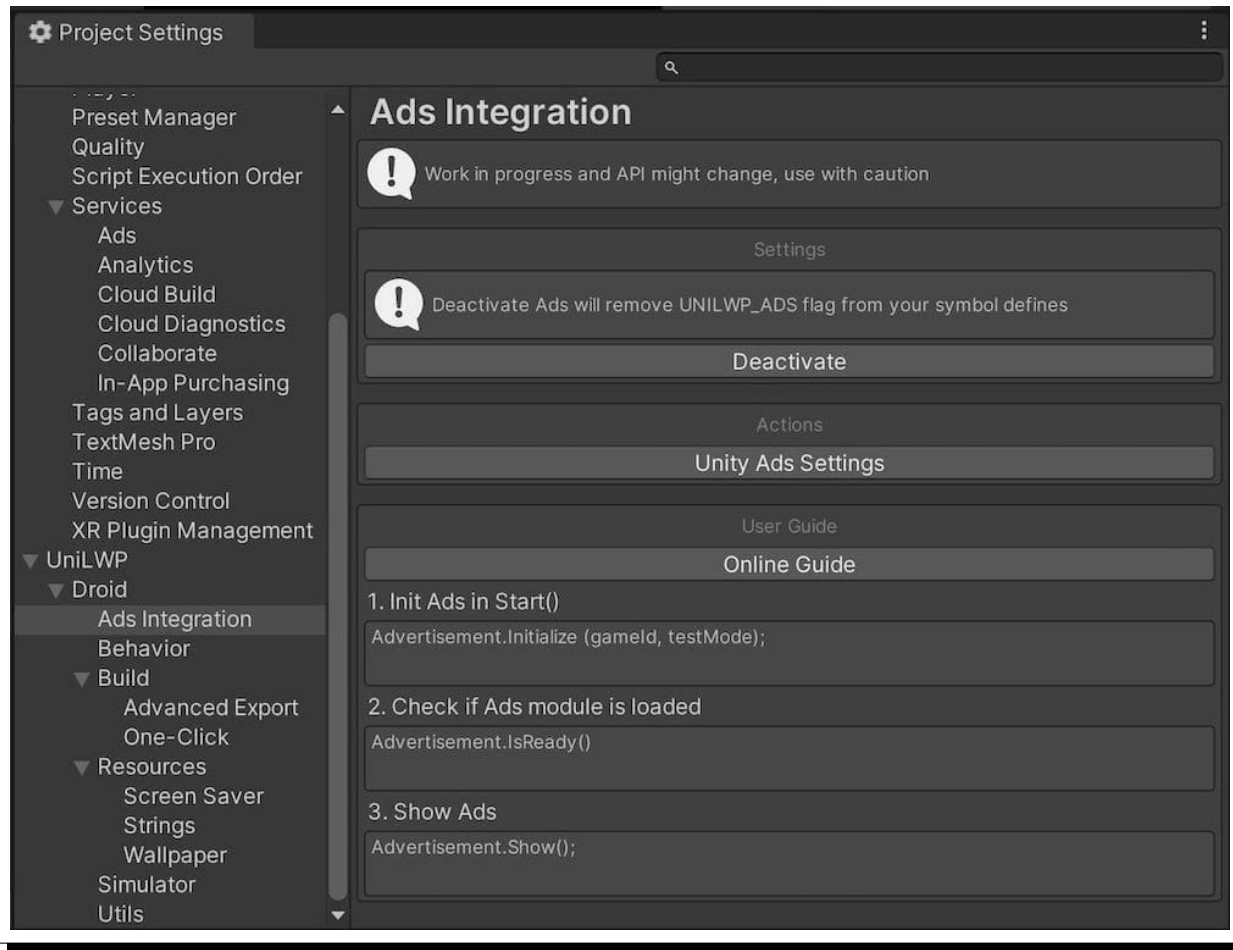 Project Settings
Preset Manager
Quality
Script Execution Order
Services
Ads
Analytics
Cloud Build
Cloud Diagnostics
Collaborate
In-App Purchasing
Tags and Layers
TextMesh Pro
Time
Version Control
XR Plugin Management
UniLWP
Droid
Ads Integration
Behavior
Build
Advanced Export
One-Click
Resources
Screen Saver
Strings
Wallpaper
Simulator
Utils
Ads Integration
Work in progress and API might change, use with caution
Settings
Deactivate Ads will remove UNILWP_ADS flag from your symbol defines
Deactivate
Actions
Unity Ads Settings
User Guide
Online Guide
1. Init Ads in Start()
Advertisement.Initialize (gameId, testMode);
2. Check if Ads module is loaded
Advertisement.IsReady()
3. Show Ads
Advertisement.Show();